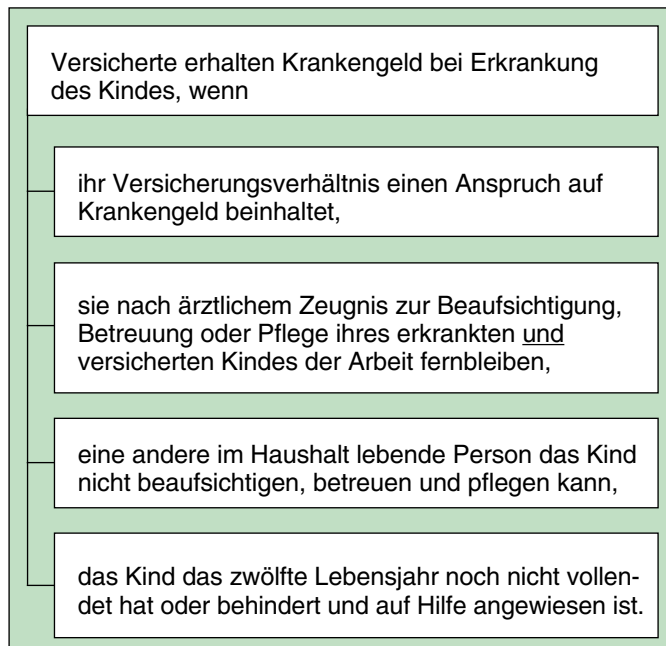 Versicherte erhalten Krankengeld bei Erkrankung
des Kindes, wenn
ihr Versicherungsverhältnis einen Anspruch auf
Krankengeld beinhaltet,
sie nach ärztlichem Zeugnis zur Beaufsichtigung,
Betreuung oder Pflege ihres erkrankten und
versicherten Kindes der Arbeit fernbleiben,
eine andere im Haushalt lebende Person das Kind
nicht beaufsichtigen, betreuen und pflegen kann,
das Kind das zwölfte Lebensjahr noch nicht vollen-
det hat oder behindert und auf Hilfe angewiesen ist.